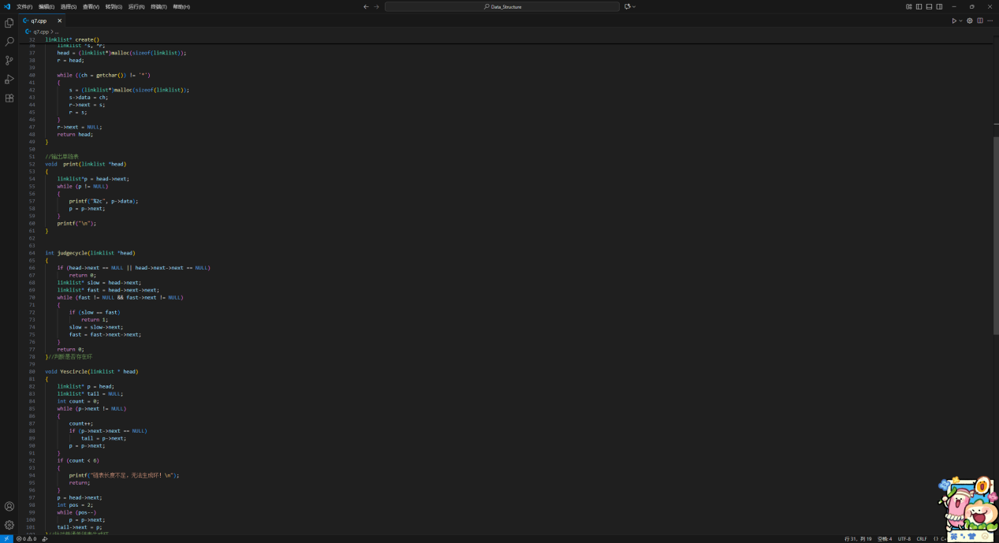 文件(F) 编辑(E) 选择(S) 查看(V) 转到(G) 运行(R) 终端(T) 帮助(H)
Data_Structure
q7.cpp
q7.cpp > ...
32 linklist* create()
36 linklist *s, *r;
37 head = (linklist*)malloc(sizeof(linklist));
38 r = head;
39
40 while ((ch = getchar()) != '*')
41 {
42 s = (linklist*)malloc(sizeof(linklist));
43 s->data = ch;
44 r->next = s;
45 r = s;
46 }
47 r->next = NULL;
48 return head;
49 }
50
51 //输出单链表
52 void  print(linklist *head)
53 {
54 linklist*p = head->next;
55 while (p != NULL)
56 {
57 printf("%2c", p->data);
58 p = p->next;
59 }
60 printf("\n");
61 }
62
63
64 int judgecycle(linklist *head)
65 {
66 if (head->next == NULL || head->next->next == NULL)
67 return 0;
68 linklist* slow = head->next;
69 linklist* fast = head->next->next;
70 while (fast != NULL && fast->next != NULL)
71 {
72 if (slow == fast)
73 return 1;
74 slow = slow->next;
75 fast = fast->next->next;
76 }
77 return 0;
78 }//判断是否存在环
79
80 void Yescircle(linklist * head)
81 {
82 linklist* p = head;
83 linklist* tail = NULL;
84 int count = 0;
85 while (p->next != NULL)
86 {
87 count++;
88 if (p->next->next == NULL)
89 tail = p->next;
90 p = p->next;
91 }
92 if (count < 6)
93 {
94 printf("链表长度不足，无法生成环！\n");
95 return;
96 }
97 p = head->next;
98 int pos = 2;
99 while (pos--)
100 p = p->next;
101 tail->next = p;
0 0
行 31，列 19 空格: 4 UTF-8 CRLF {} C+
英